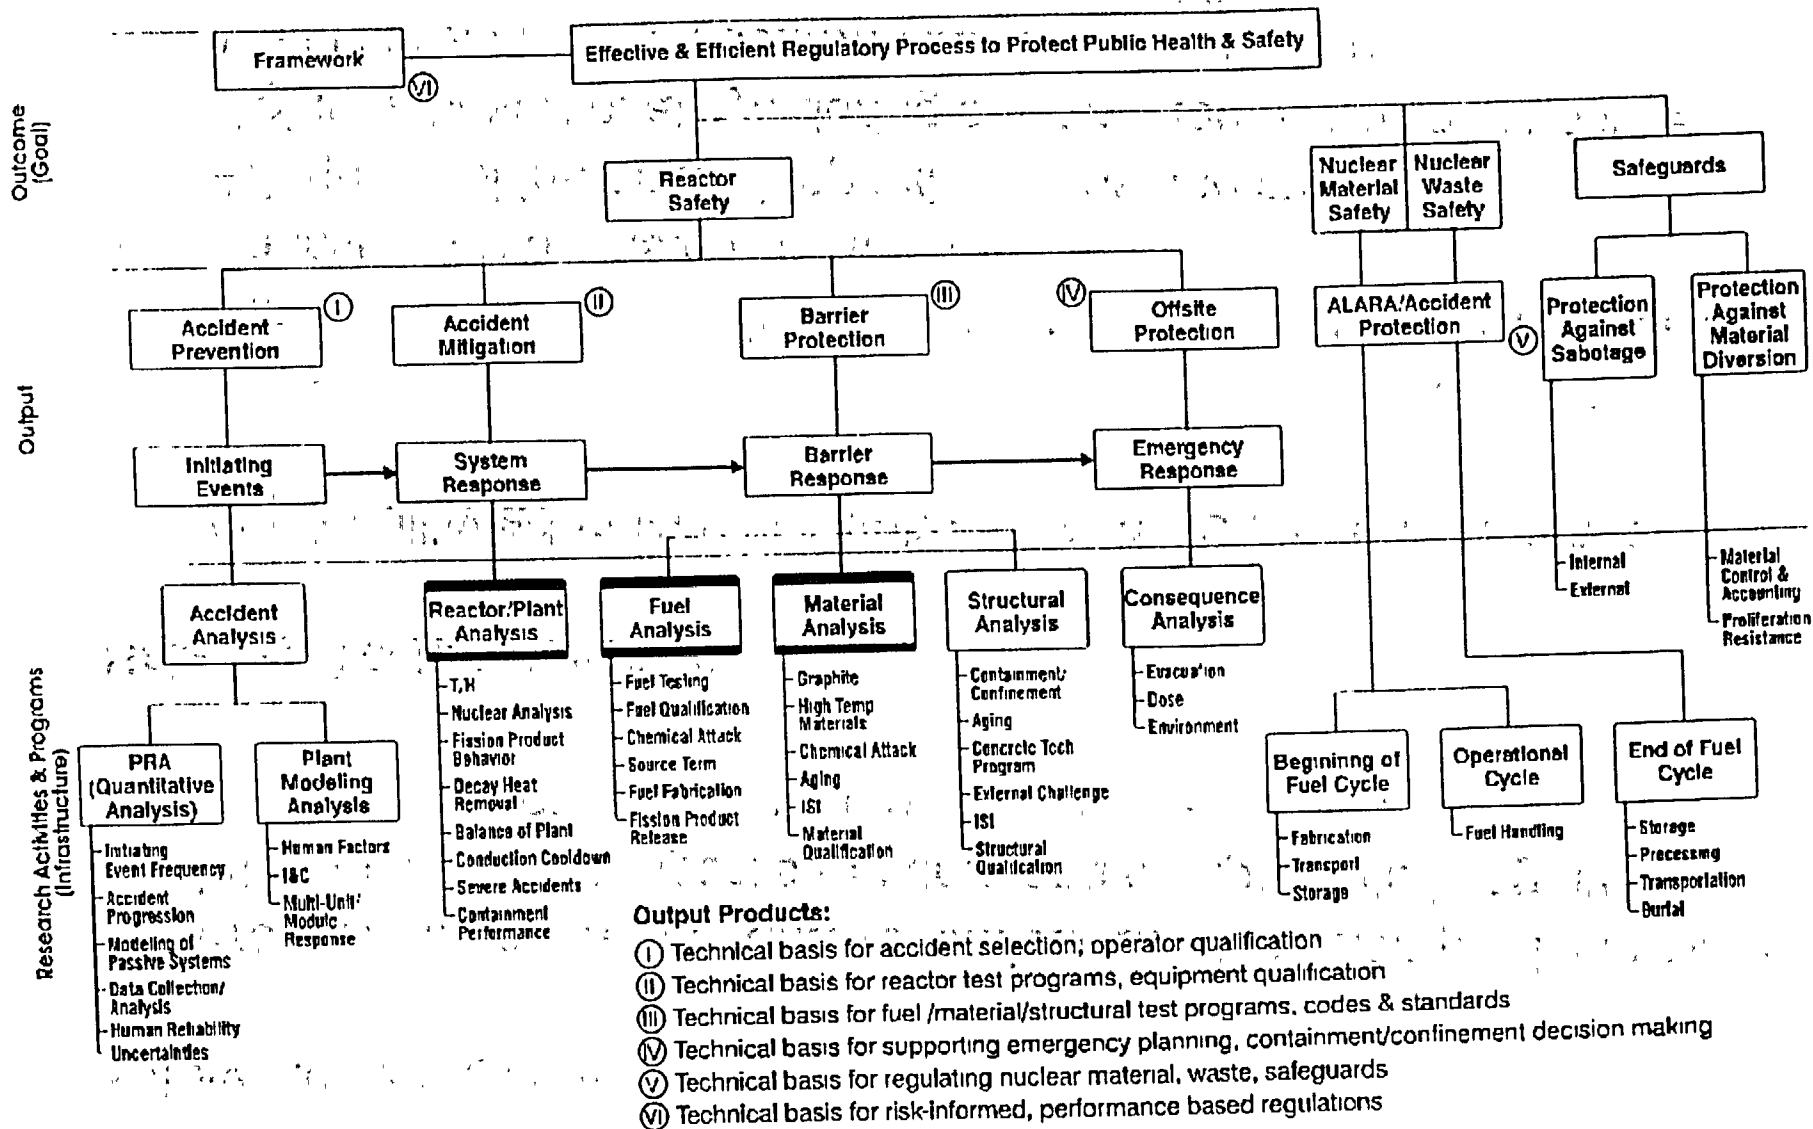 Framework
Effective & Efficient Regulatory Process to Protect Public Health & Safety
VI
Outcome
(Goal)
Reactor
Safety
Nuclear
Material
Safety
Nuclear
Waste
Safety
Safeguards
Output
Accident
Prevention
I
Accident
Mitigation
II
Barrier
Protection
III
IV
Offsite
Protection
ALARA/Accident
Protection
V
Protection
Against
Sabotage
Protection
Against
Material
Diversion
Initiating
Events
System
Response
Barrier
Response
Emergency
Response
Internal
External
Material
Control &
Accounting
Proliferation
Resistance
Research Activities & Programs
(Infrastructure)
Accident
Analysis
Reactor/Plant
Analysis
Fuel
Analysis
Material
Analysis
Structural
Analysis
Consequence
Analysis
PRA
(Quantitative
Analysis)
Initiating
Event Frequency
Accident
Progression
Modeling of
Passive Systems
Data Collection/
Analysis
Human Reliability
Uncertainties
Plant
Modeling
Analysis
Human Factors
I&C
Multi-Unit/
Module
Response
T/H
Nuclear Analysis
Fission Product
Behavior
Decay Heat
Removal
Balance of Plant
Conduction Cooldown
Severe Accidents
Containment
Performance
Fuel Testing
Fuel Qualification
Chemical Attack
Source Term
Fuel Fabrication
Fission Product
Release
Graphite
High Temp
Materials
Chemical Attack
Aging
ISI
Material
Qualification
Containment/
Confinement
Aging
Concrete Tech
Program
External Challenge
ISI
Structural
Qualification
Evacuation
Dose
Environment
Beginning of
Fuel Cycle
Fabrication
Transport
Storage
Operational
Cycle
Fuel Handling
End of Fuel
Cycle
Storage
Processing
Transportation
Burial
Output Products:
I Technical basis for accident selection; operator qualification
II Technical basis for reactor test programs, equipment qualification
III Technical basis for fuel /material/structural test programs, codes & standards
IV Technical basis for supporting emergency planning, containment/confinement decision making
V Technical basis for regulating nuclear material, waste, safeguards
VI Technical basis for risk-informed, performance based regulations